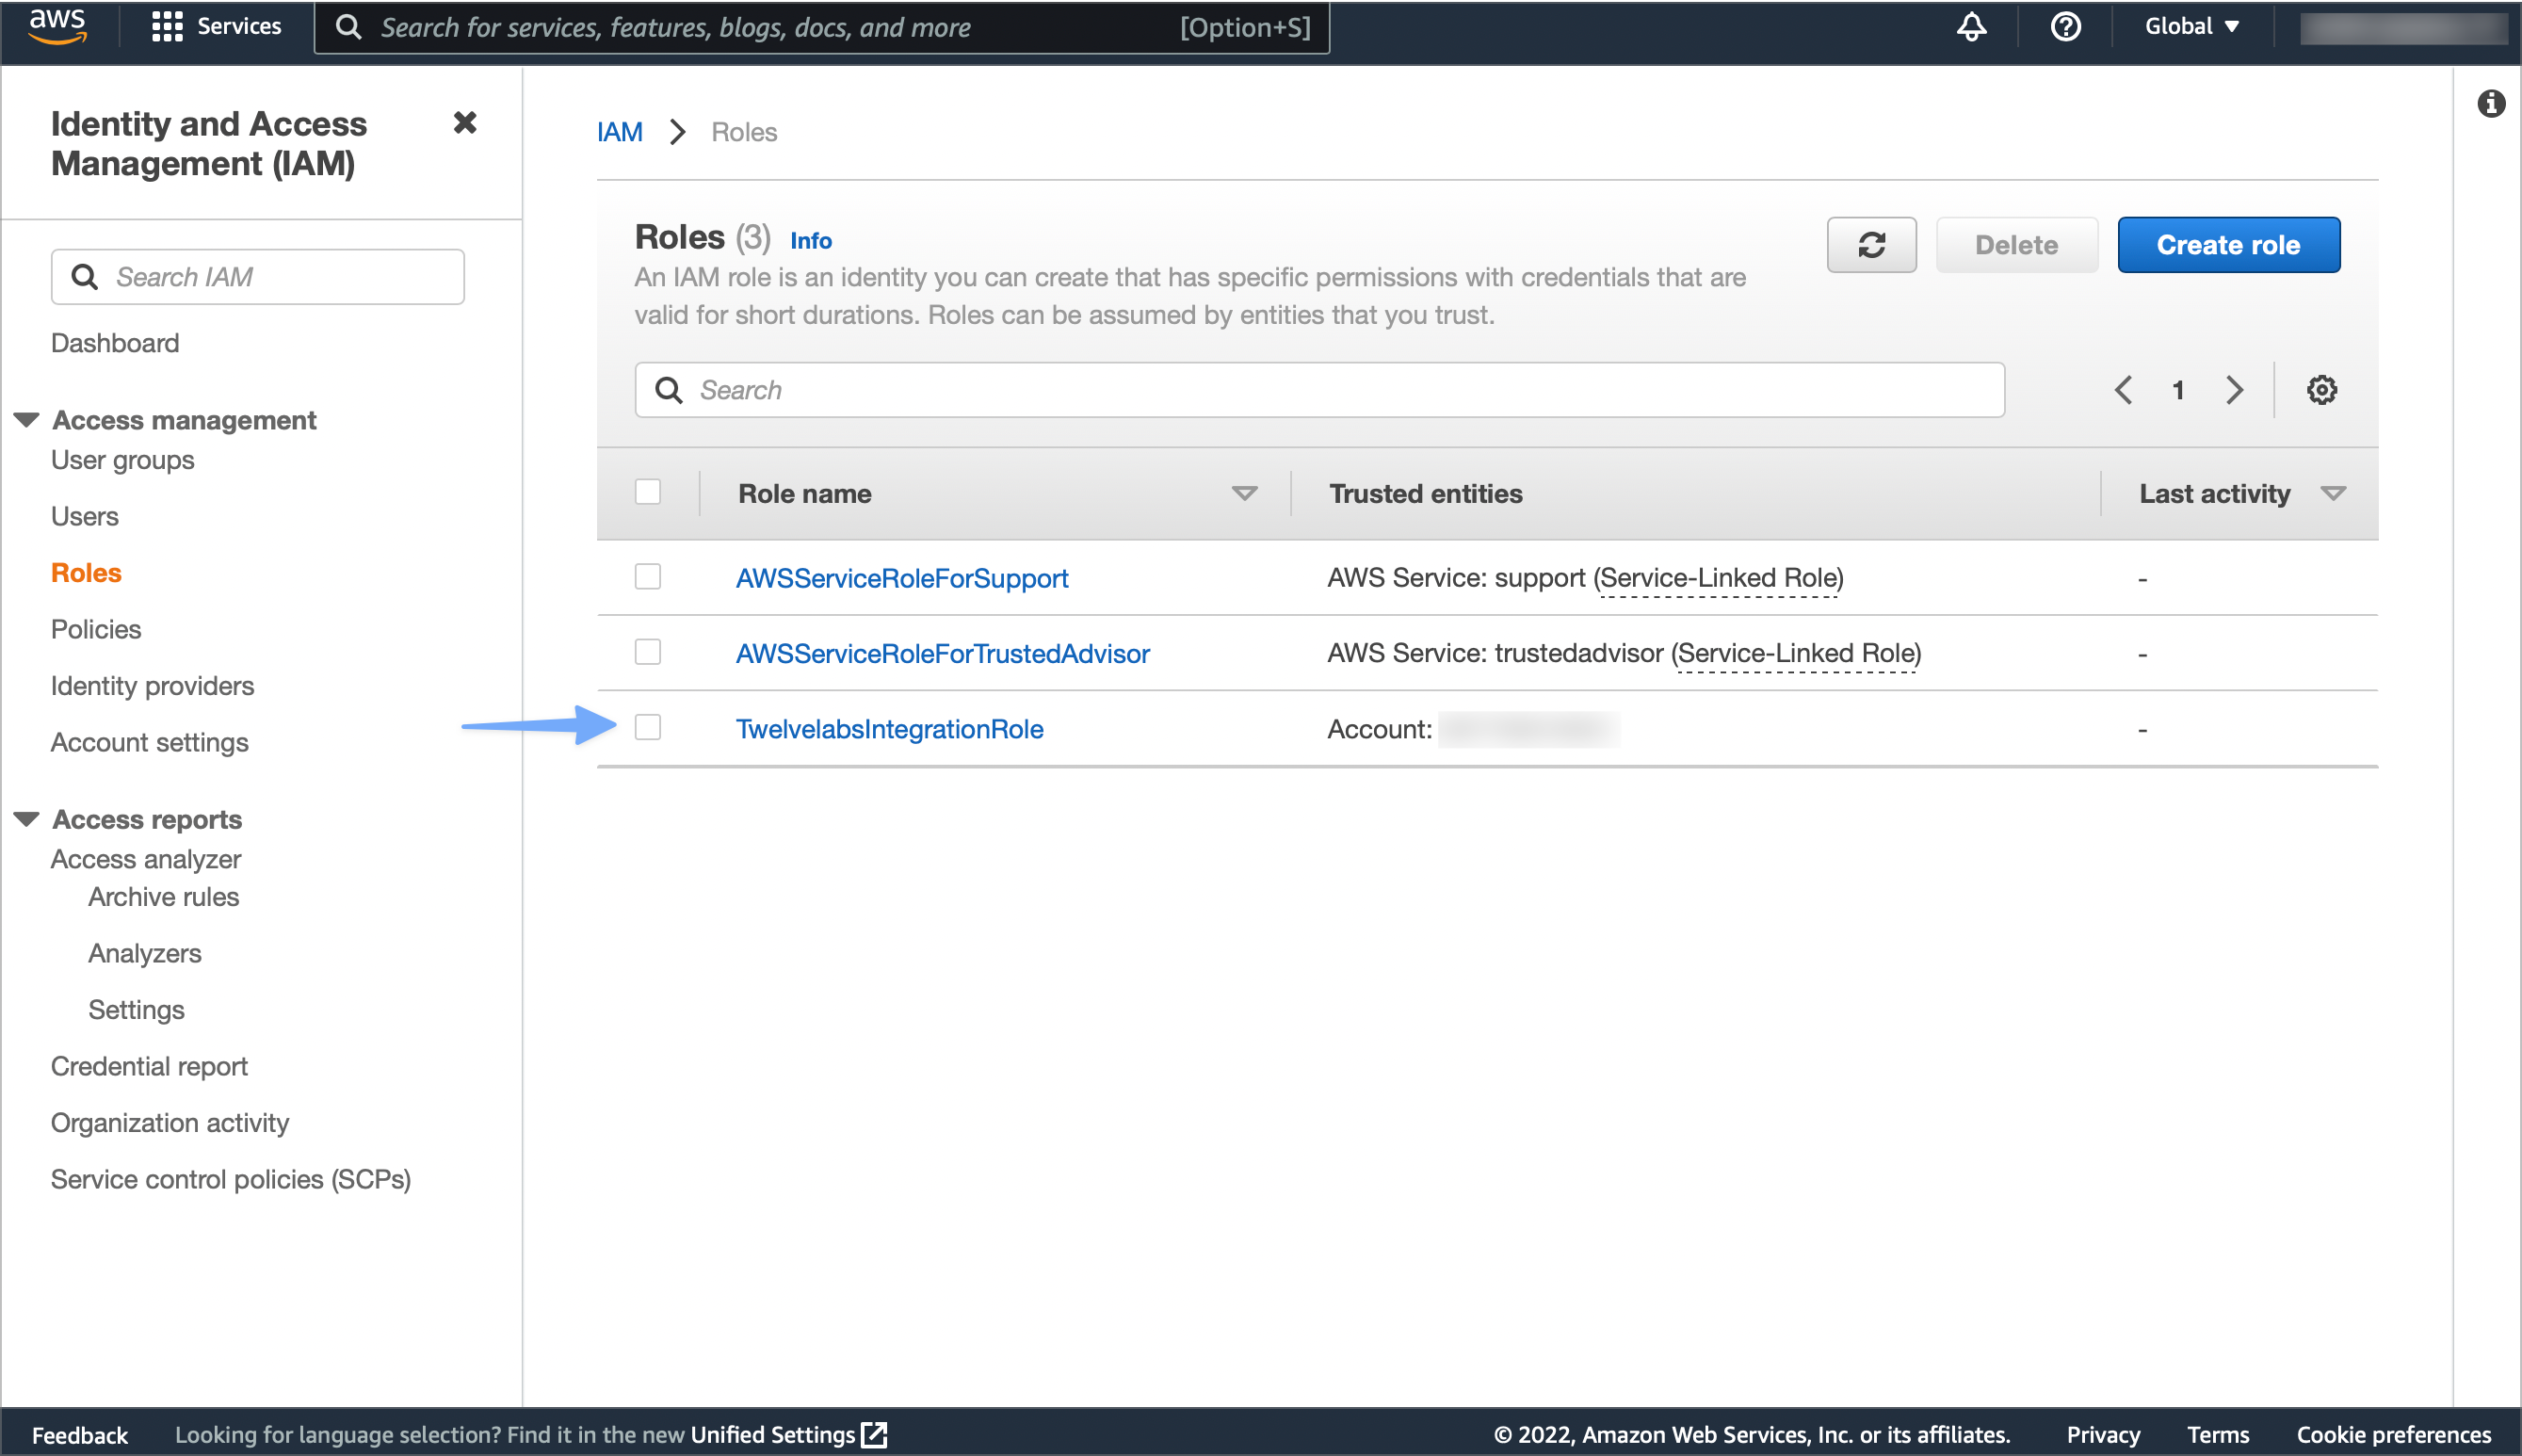 aws
Services
Search for services, features, blogs, docs, and more [Option+S]
Global ▼
Identity and Access
Management (IAM)
Search IAM
Dashboard
Access management
User groups
Users
Roles
Policies
Identity providers
Account settings
Access reports
Access analyzer
Archive rules
Analyzers
Settings
Credential report
Organization activity
Service control policies (SCPs)
IAM > Roles
Roles (3) Info
An IAM role is an identity you can create that has specific permissions with credentials that are
valid for short durations. Roles can be assumed by entities that you trust.
Delete
Create role
Search
1
Role name Trusted entities Last activity
AWSServiceRoleForSupport AWS Service: support (Service-Linked Role) -
AWSServiceRoleForTrustedAdvisor AWS Service: trustedadvisor (Service-Linked Role) -
TwelvelabsIntegrationRole Account: -
Feedback Looking for language selection? Find it in the new Unified Settings © 2022, Amazon Web Services, Inc. or its affiliates. Privacy Terms Cookie preferences